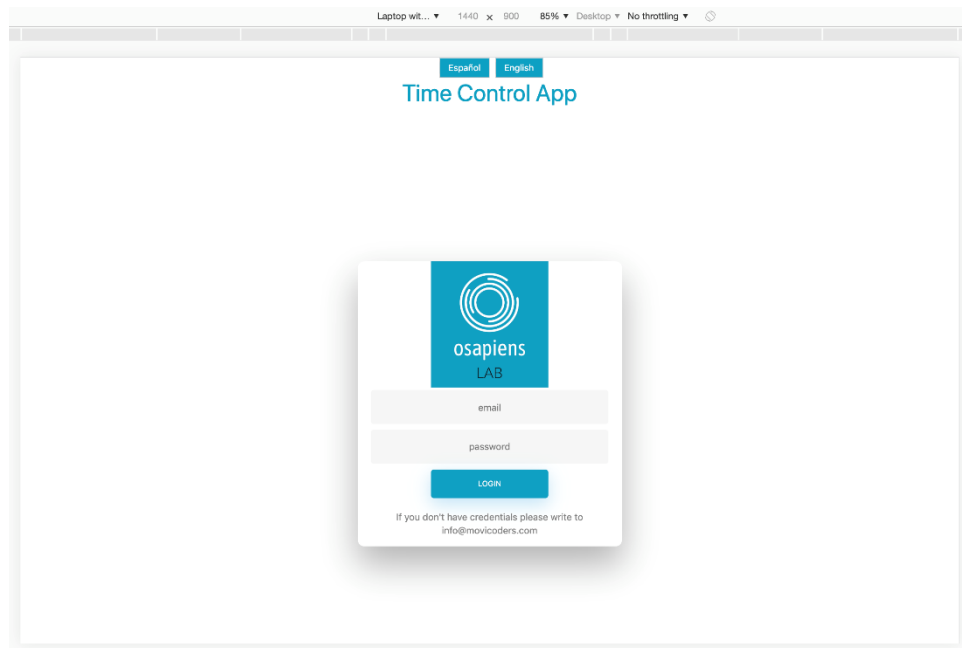 Laptop wit... ▼ 1440 x 900 85% ▼ Desktop ▼ No throttling ▼
Español English
Time Control App
osapiens
LAB
email
password
LOGIN
If you don't have credentials please write to
info@movicoders.com